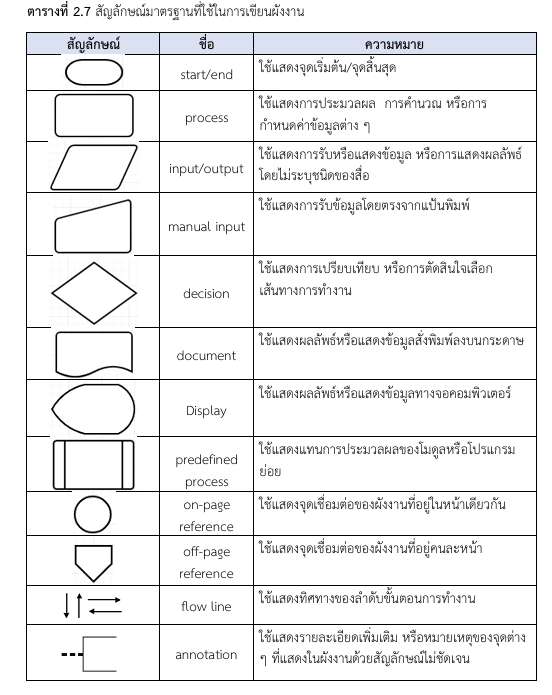 ตารางที่ 2.7 สัญลักษณ์มาตรฐานที่ใช้ในการเขียนผังงาน
สัญลักษณ์ ชื่อ ความหมาย
start/end ใช้แสดงจุดเริ่มต้น/จุดสิ้นสุด
process ใช้แสดงการประมวลผล การคำนวณ หรือการ
กำหนดค่าข้อมูลต่าง ๆ
input/output ใช้แสดงการรับหรือแสดงข้อมูล หรือการแสดงผลลัพธ์
โดยไม่ระบุชนิดของสื่อ
manual input ใช้แสดงการรับข้อมูลโดยตรงจากแป้นพิมพ์
decision ใช้แสดงการเปรียบเทียบ หรือการตัดสินใจเลือก
เส้นทางการทำงาน
document ใช้แสดงผลลัพธ์หรือแสดงข้อมูลสั่งพิมพ์ลงบนกระดาษ
Display ใช้แสดงผลลัพธ์หรือแสดงข้อมูลทางจอคอมพิวเตอร์
predefined ใช้แสดงแทนการประมวลผลของโมดูลหรือโปรแกรม
process ย่อย
on-page ใช้แสดงจุดเชื่อมต่อของผังงานที่อยู่ในหน้าเดียวกัน
reference
off-page ใช้แสดงจุดเชื่อมต่อของผังงานที่อยู่คนละหน้า
reference
flow line ใช้แสดงทิศทางของลำดับขั้นตอนการทำงาน
annotation ใช้แสดงรายละเอียดเพิ่มเติม หรือหมายเหตุของจุดต่าง
ๆ ที่แสดงในผังงานด้วยสัญลักษณ์ไม่ชัดเจน